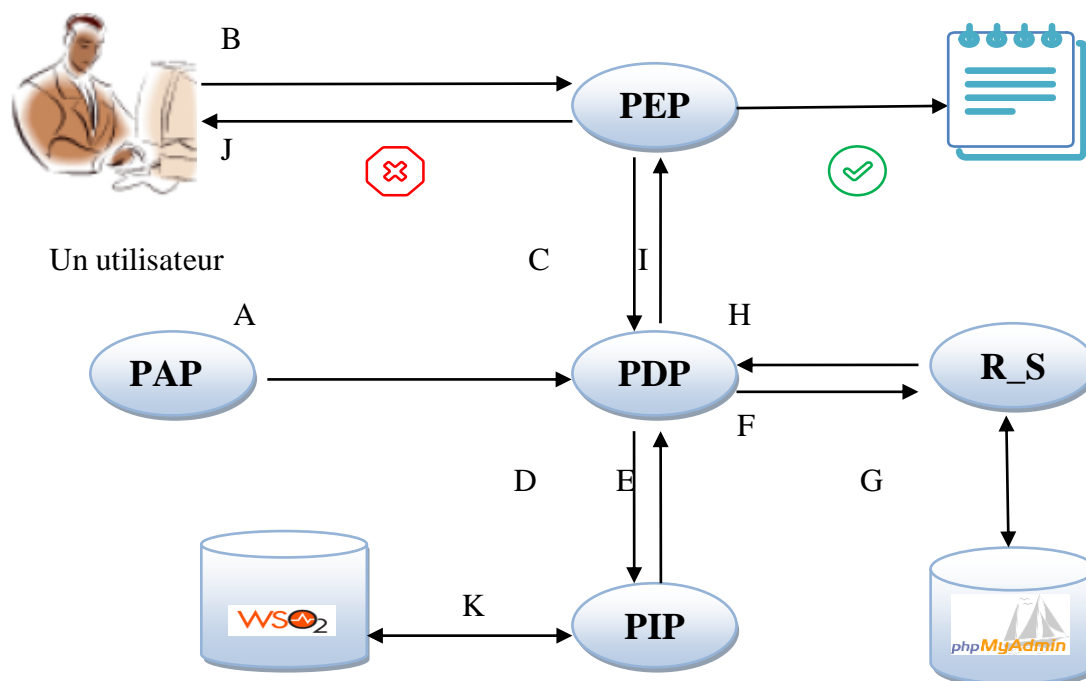 B
PEP
J
Un utilisateur
C
I
A
H
PAP
PDP
R_S
F
D
E
G
WSO2
K
PIP
phpMyAdmin